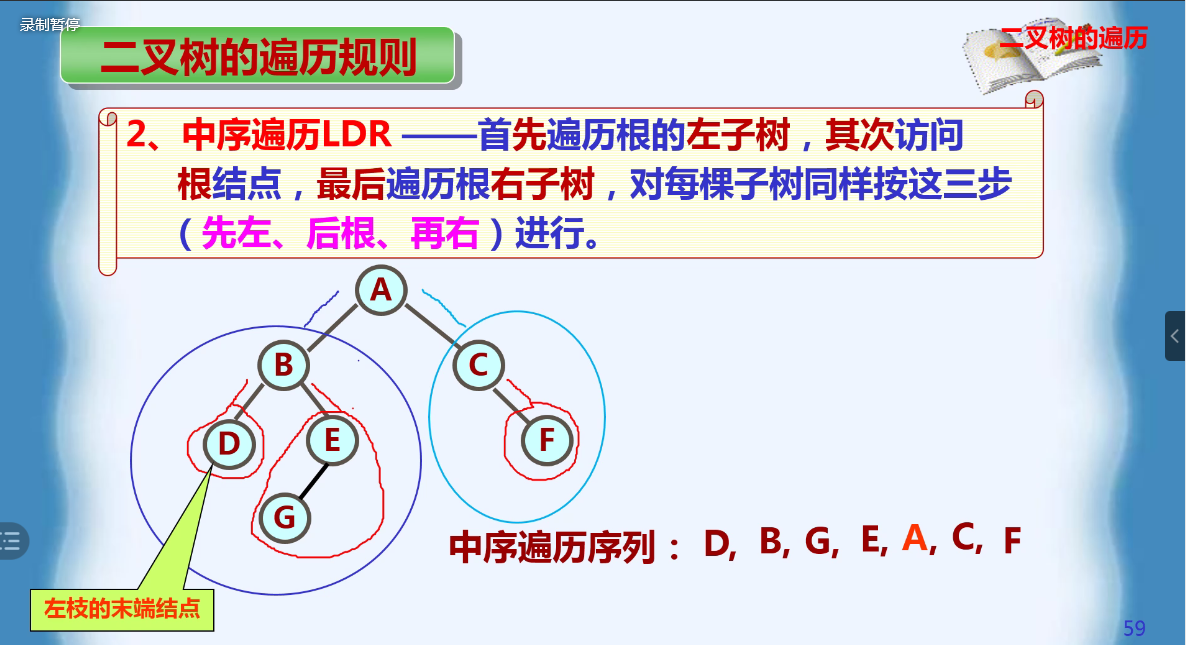 录制暂停
二叉树的遍历规则
二叉树的遍历
2、中序遍历LDR ——首先遍历根的左子树，其次访问
根结点，最后遍历根右子树，对每棵子树同样按这三步
（先左、后根、再右）进行。
A
B
C
D
E
F
G
中序遍历序列： D, B, G, E, A, C, F
左枝的末端结点
59